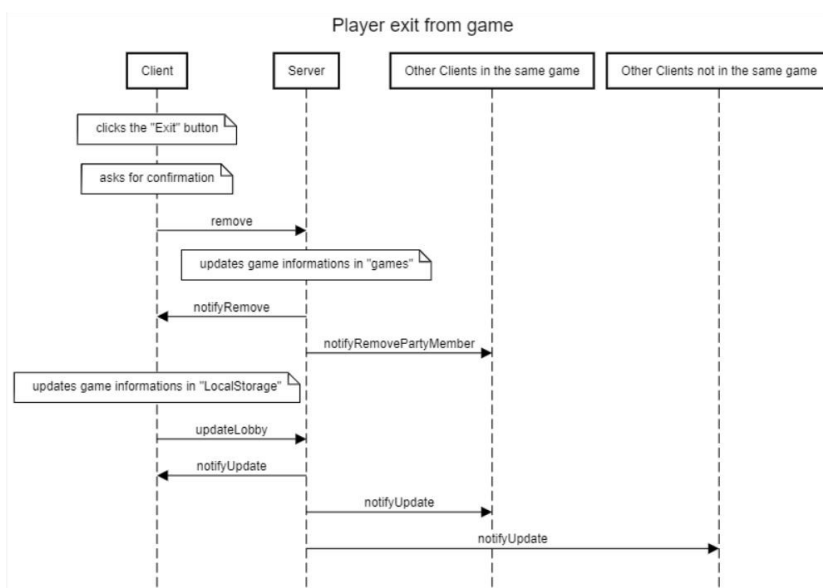 Player exit from game
Client
Server
Other Clients in the same game
Other Clients not in the same game
clicks the "Exit" button
asks for confirmation
remove
updates game informations in "games"
notifyRemove
notifyRemovePartyMember
updates game informations in "LocalStorage"
updateLobby
notifyUpdate
notifyUpdate
notifyUpdate